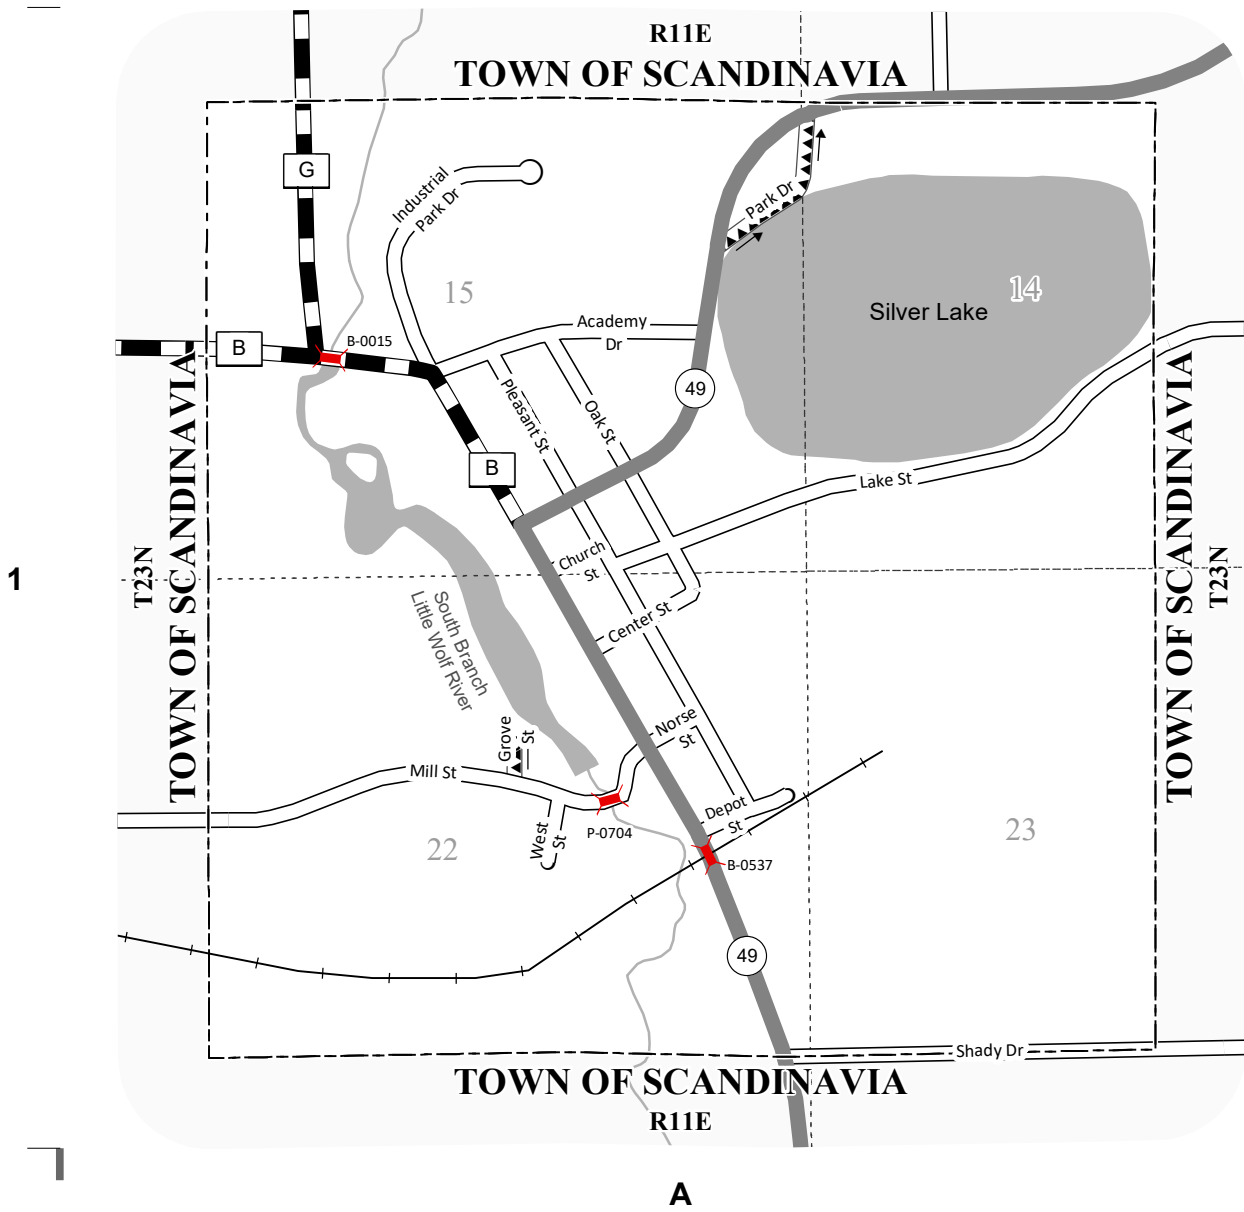 R11E
TOWN OF SCANDINAVIA
G
Industrial
Park Dr
Park Dr
15
14
Silver Lake
Academy
Dr
B-0015
B
49
Pleasant St
Oak St
B
Lake St
Church
St
1
T23N
TOWN OF SCANDINAVIA
TOWN OF SCANDINAVIA
T23N
South Branch
Little Wolf River
Center St
Norse
St
Grove
St
Mill St
Depot
St
West
St
P-0704
B-0537
22
23
49
Shady Dr
TOWN OF SCANDINAVIA
R11E
A